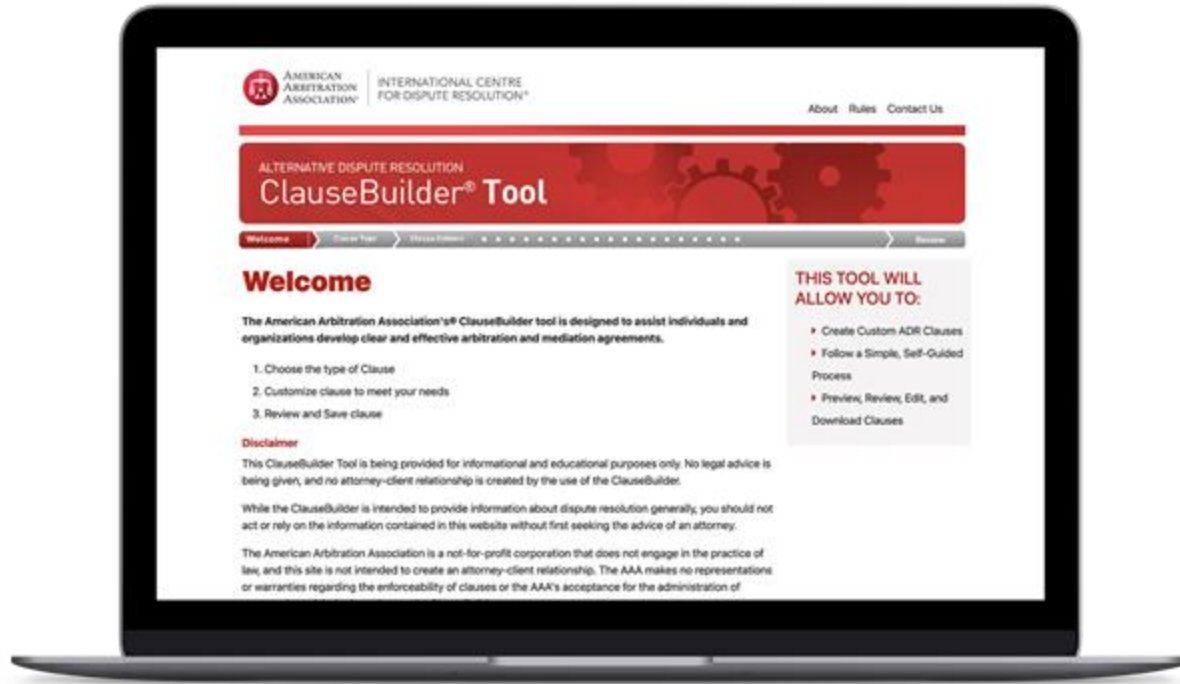 AMERICAN
ARBITRATION
ASSOCIATION®
INTERNATIONAL CENTRE
FOR DISPUTE RESOLUTION®
About Rules Contact Us
ALTERNATIVE DISPUTE RESOLUTION
ClauseBuilder® Tool
Welcome
Clause Type
Review
Welcome
The American Arbitration Association's® ClauseBuilder tool is designed to assist individuals and
organizations develop clear and effective arbitration and mediation agreements.
1. Choose the type of Clause
2. Customize clause to meet your needs
3. Review and Save clause
Disclaimer
This ClauseBuilder Tool is being provided for informational and educational purposes only. No legal advice is
being given, and no attorney-client relationship is created by the use of the ClauseBuilder.
While the ClauseBuilder is intended to provide information about dispute resolution generally, you should not
act or rely on the information contained in this website without first seeking the advice of an attorney.
The American Arbitration Association is a not-for-profit corporation that does not engage in the practice of
law, and this site is not intended to create an attorney-client relationship. The AAA makes no representations
or warranties regarding the enforceability of clauses or the AAA's acceptance for the administration of
THIS TOOL WILL
ALLOW YOU TO:
Create Custom ADR Clauses
Follow a Simple, Self-Guided
Process
Preview, Review, Edit, and
Download Clauses